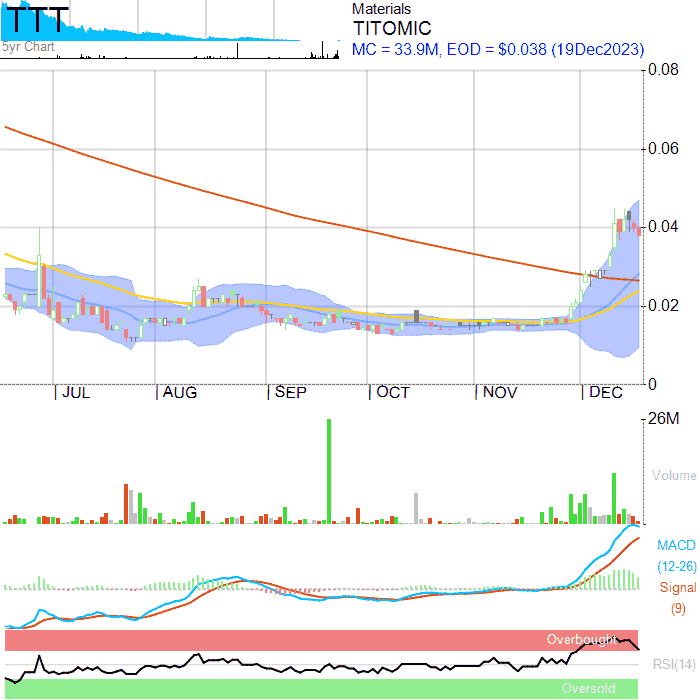 TTT
5yr Chart
Materials
TITOMIC
MC = 33.9M, EOD = $0.038 (19Dec2023)
0.08
0.06
0.04
0.02
0
JUL AUG SEP OCT NOV DEC
26M
Volume
MACD
(12-26)
Signal
(9)
Overbought
RSI(14)
Oversold